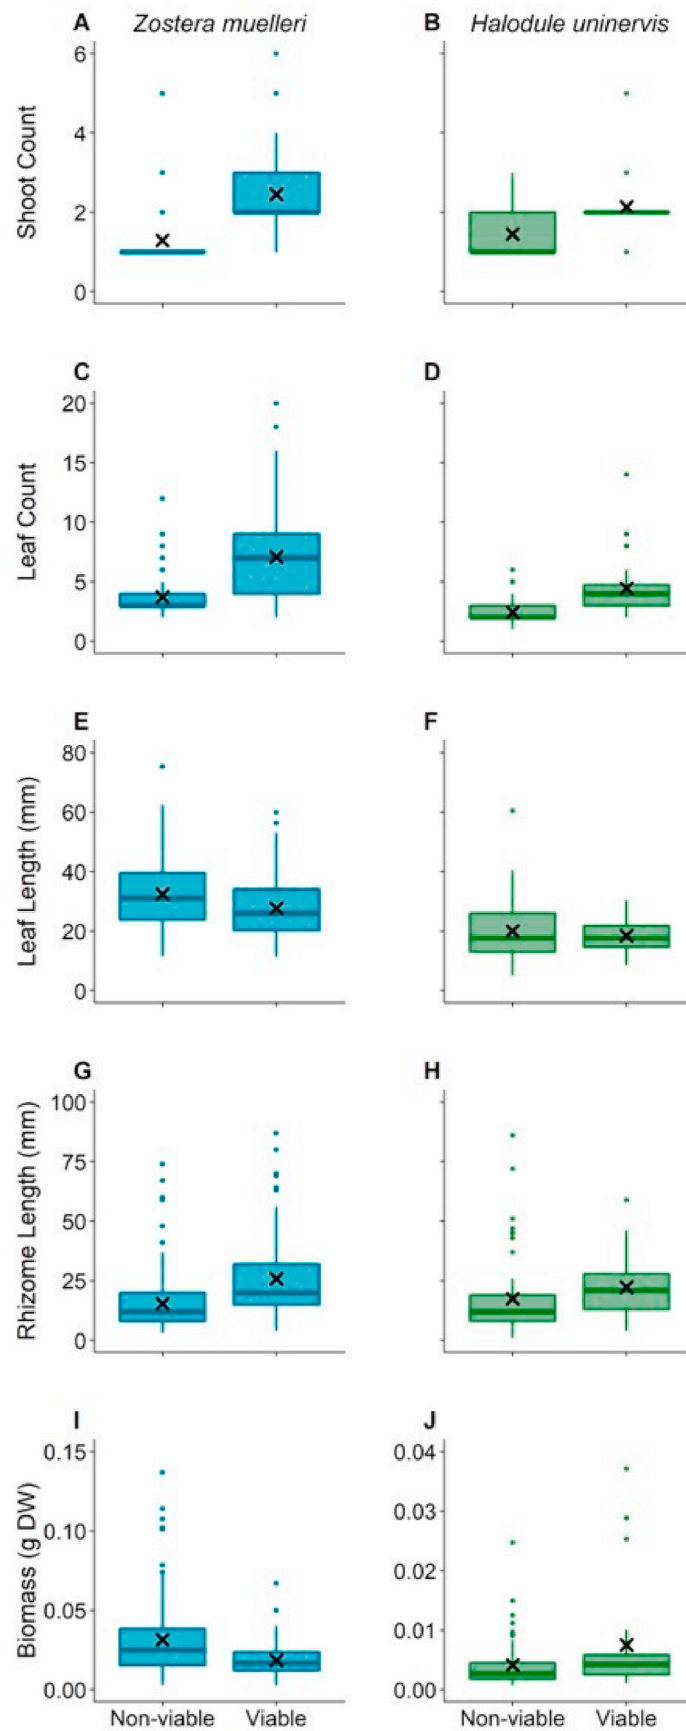 A Zostera muelleri B Halodule uninervis
Shoot Count
6
4
2
0
C D
Leaf Count
20
15
10
5
0
E F
Leaf Length (mm)
80
60
40
20
0
G H
Rhizome Length (mm)
100
75
50
25
0
I J
Biomass (g DW)
0.15
0.10
0.05
0.00
0.04
0.03
0.02
0.01
0.00
Non-viable Viable Non-viable Viable